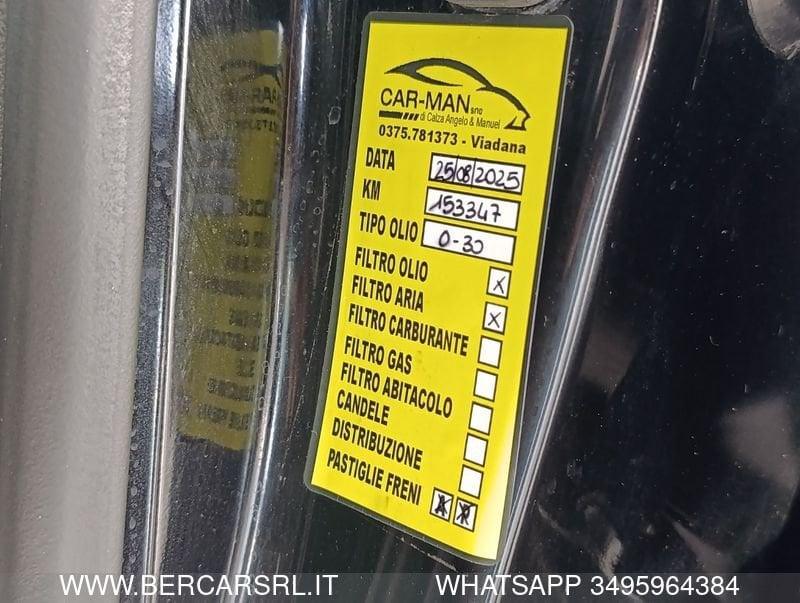 CAR-MAN snc
di Calza Angelo & Manuel
0375.781373 - Viadana
DATA 25/08/2025
KM 153347
TIPO OLIO 0-30
FILTRO OLIO X
FILTRO ARIA X
FILTRO CARBURANTE
FILTRO GAS
FILTRO ABITACOLO
CANDELE
DISTRIBUZIONE
PASTIGLIE FRENI A P
WWW.BERCARSRL.IT WHATSAPP 3495964384